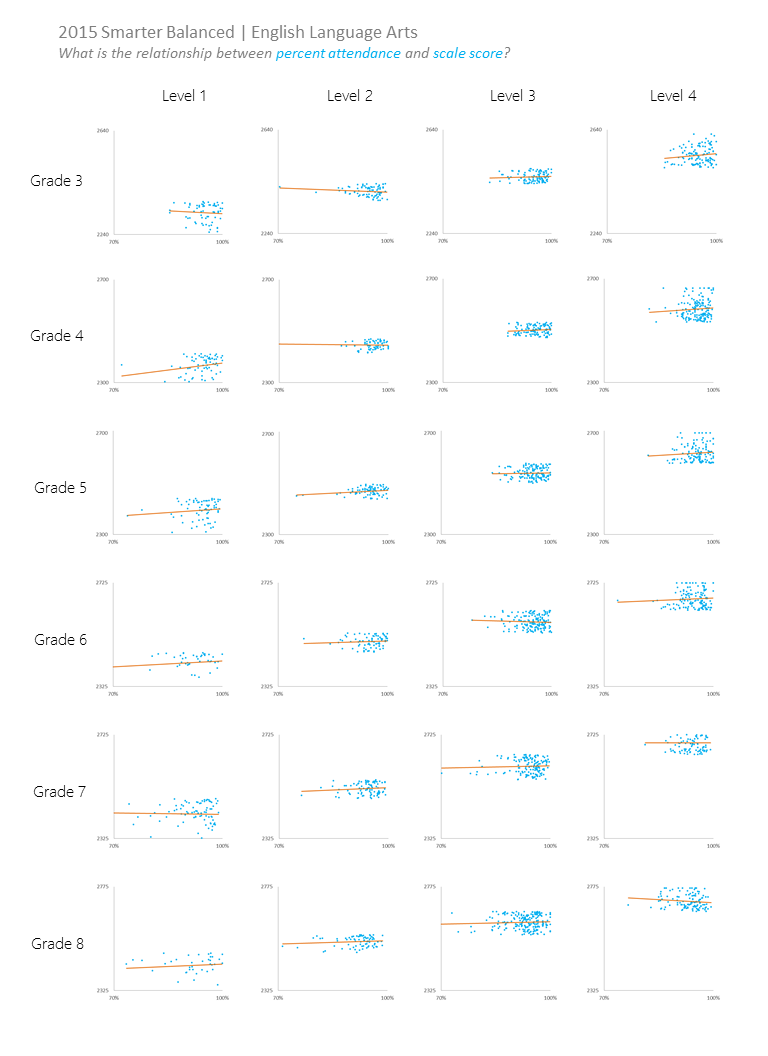 2015 Smarter Balanced | English Language Arts
What is the relationship between percent attendance and scale score?
Level 1 Level 2 Level 3 Level 4
2640 2640 2640 2640
Grade 3
2240 2240 2240 2240
70% 100% 70% 100% 70% 100% 70% 100%
2700 2700 2700 2700
Grade 4
2300 2300 2300 2300
70% 100% 70% 100% 70% 100% 70% 100%
2700 2700 2700 2700
Grade 5
2300 2300 2300 2300
70% 100% 70% 100% 70% 100% 70% 100%
2725 2725 2725 2725
Grade 6
2325 2325 2325 2325
70% 100% 70% 100% 70% 100% 70% 100%
2725 2725 2725 2725
Grade 7
2325 2325 2325 2325
70% 100% 70% 100% 70% 100% 70% 100%
2775 2775 2775 2775
Grade 8
2325 2325 2325 2325
70% 100% 70% 100% 70% 100% 70% 100%